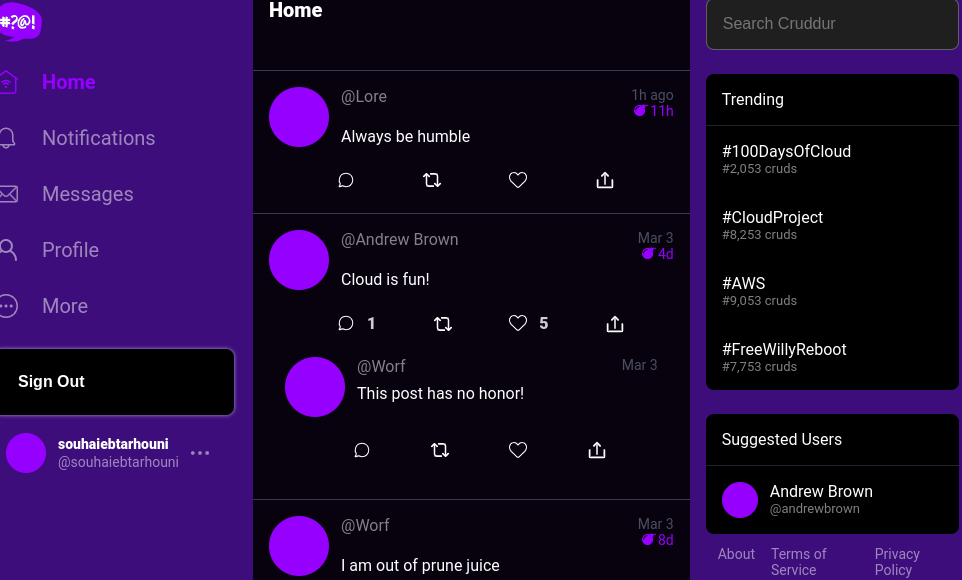 #?@!
Home
Notifications
Messages
Profile
More
Sign Out
souhaiebtarhouni
@souhaiebtarhouni
Home
@Lore
1h ago
11h
Always be humble
@Andrew Brown
Mar 3
4d
Cloud is fun!
1
5
@Worf
Mar 3
This post has no honor!
@Worf
Mar 3
8d
I am out of prune juice
Search Cruddur
Trending
#100DaysOfCloud
#2,053 cruds
#CloudProject
#8,253 cruds
#AWS
#9,053 cruds
#FreeWillyReboot
#7,753 cruds
Suggested Users
Andrew Brown
@andrewbrown
About
Terms of
Service
Privacy
Policy